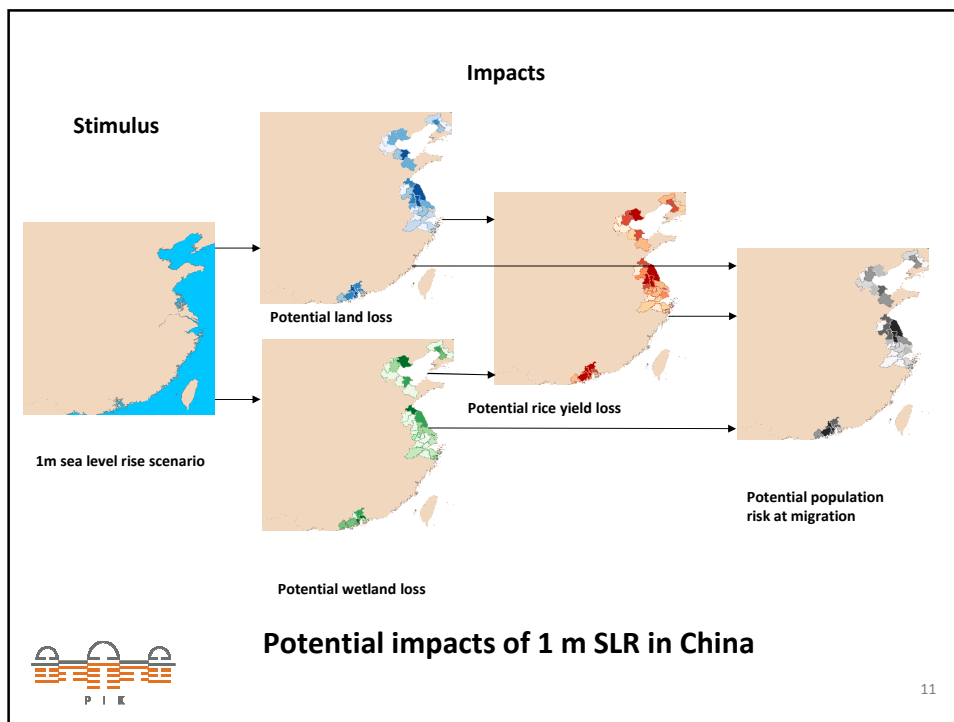 Impacts
Stimulus
Potential land loss
Potential rice yield loss
1m sea level rise scenario
Potential population
risk at migration
Potential wetland loss
Potential impacts of 1 m SLR in China
P I K
11